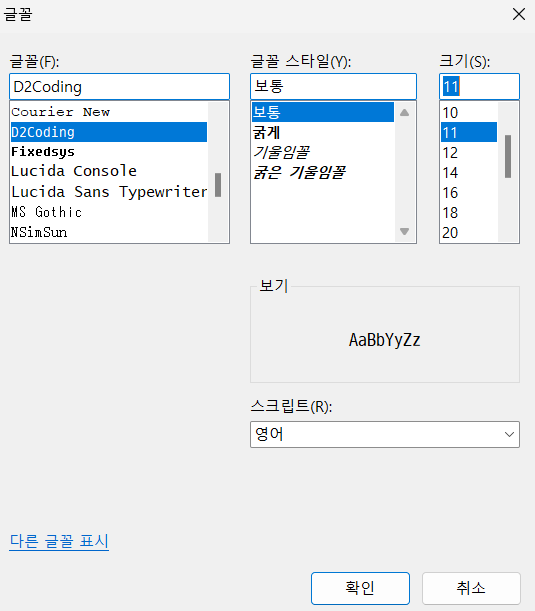 글꼴
글꼴(F):
D2Coding
Courier New
D2Coding
Fixedsys
Lucida Console
Lucida Sans Typewriter
MS Gothic
NSimSun
글꼴 스타일(Y):
보통
보통
굵게
기울임꼴
굵은 기울임꼴
크기(S):
11
10
11
12
14
16
18
20
보기
AaBbYyZz
스크립트(R):
영어
다른 글꼴 표시
확인
취소